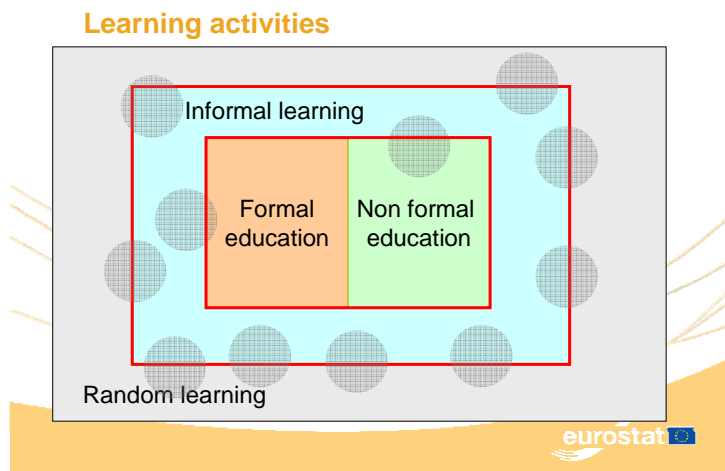 Learning activities
Informal learning
Formal
education
Non formal
education
Random learning
eurostat